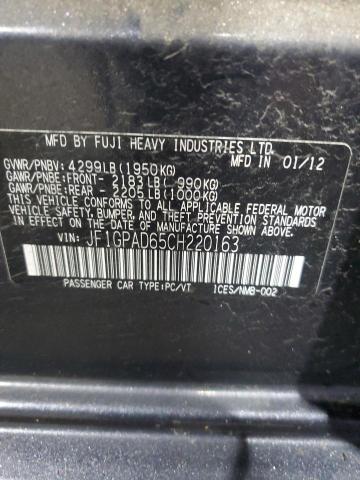 MFD BY FUJI HEAVY INDUSTRIES LTD.
MFD IN 01/12
GVWR/PNBV: 4299LB(1950KG)
GAWR/PNBE:FRONT- 2183LB( 990KG)
GAWR/PNBE:REAR - 2205LB(1000KG)
THIS VEHICLE CONFORMS TO ALL APPLICABLE FEDERAL MOTOR
VEHICLE SAFETY, BUMPER, AND THEFT PREVENTION STANDARDS
IN EFFECT ON THE DATE OF MANUFACTURE SHOWN ABOVE.
VIN: JF1GPAD65CH220163
PASSENGER CAR TYPE:PC/VT ICES/NMB-002